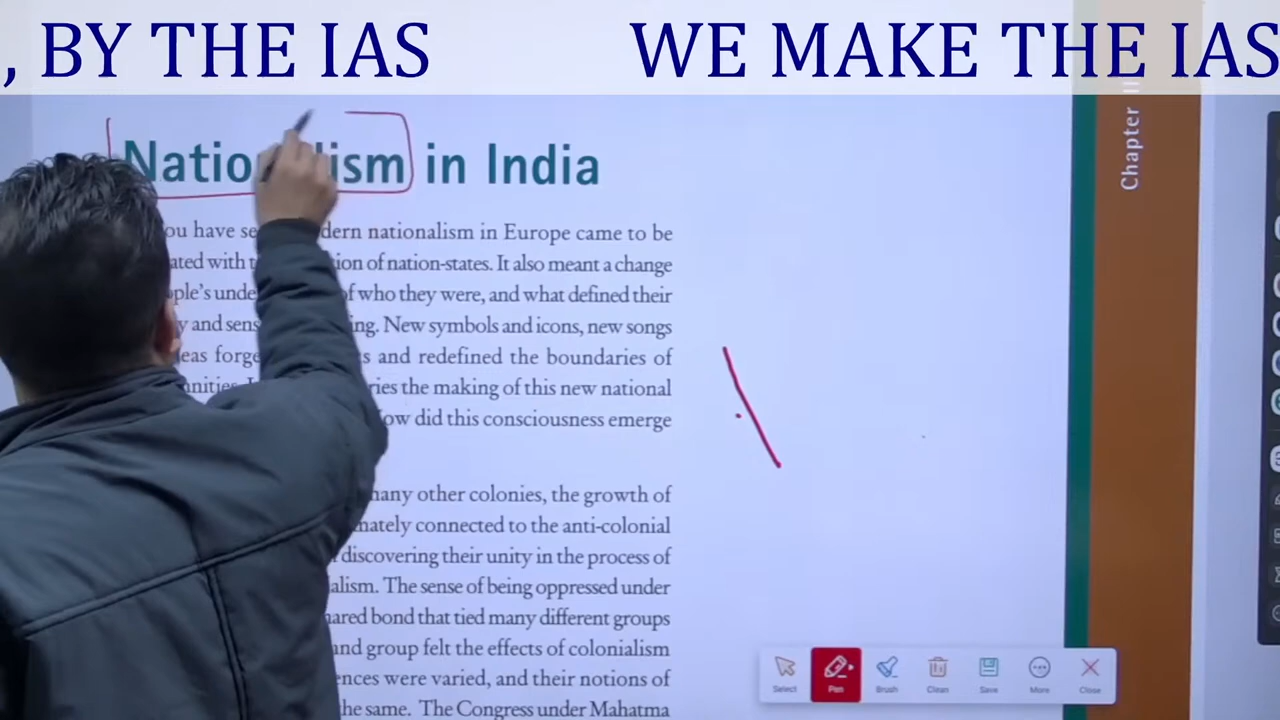 , BY THE IAS WE MAKE THE IAS
Chapter
Nationalism in India
ou have se dern nationalism in Europe came to be
ated with t ion of nation-states. It also meant a change
ple's unde f who they were, and what defined their
y and sens ing. New symbols and icons, new songs
eas forge s and redefined the boundaries of
nities. ries the making of this new national
ow did this consciousness emerge
many other colonies, the growth of
mately connected to the anti-colonial
discovering their unity in the process of
alism. The sense of being oppressed under
hared bond that tied many different groups
and group felt the effects of colonialism
ences were varied, and their notions of
the same. The Congress under Mahatma
Select Pen Brush Clean Save More Close